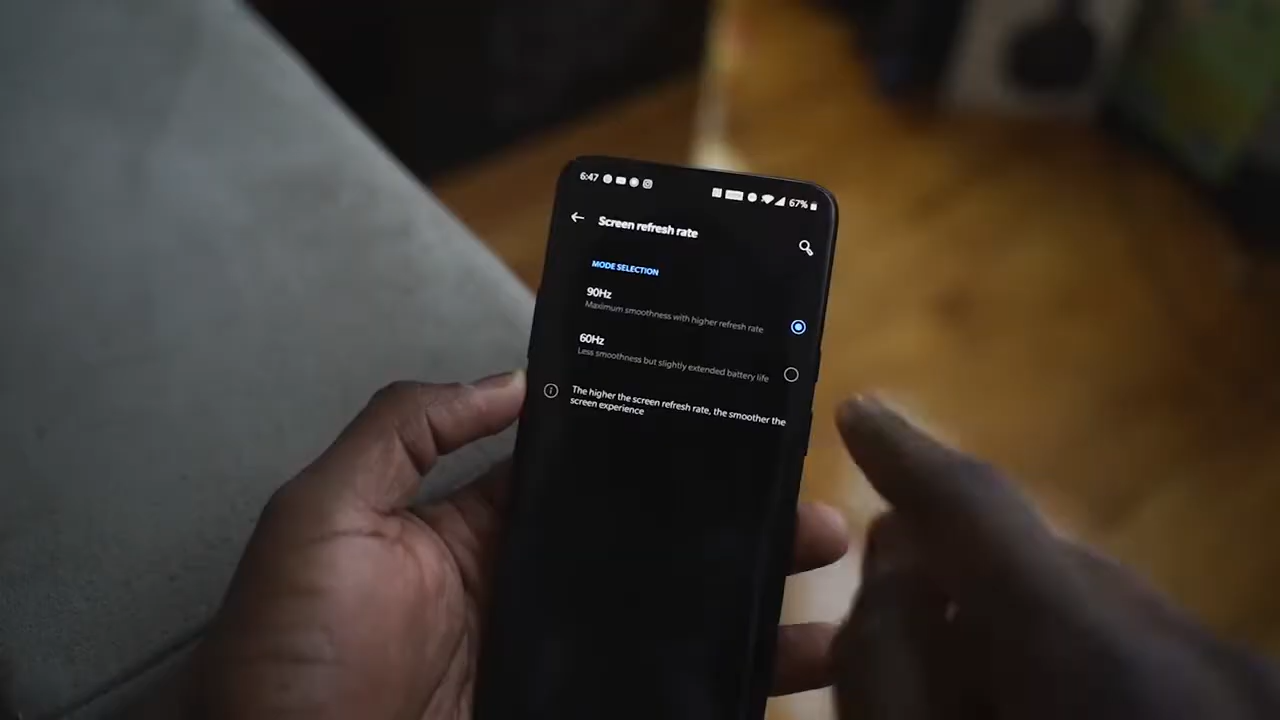 6:47
67%
Screen refresh rate
MODE SELECTION
90Hz
Maximum smoothness with higher refresh rate
60Hz
Less smoothness but slightly extended battery life
The higher the screen refresh rate, the smoother the
screen experience